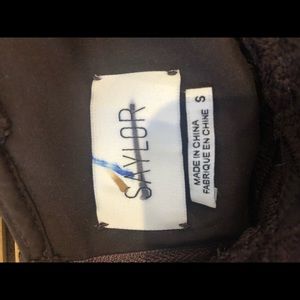 SAYLOR
S
MADE IN CHINA
FABRIQUE EN CHINE